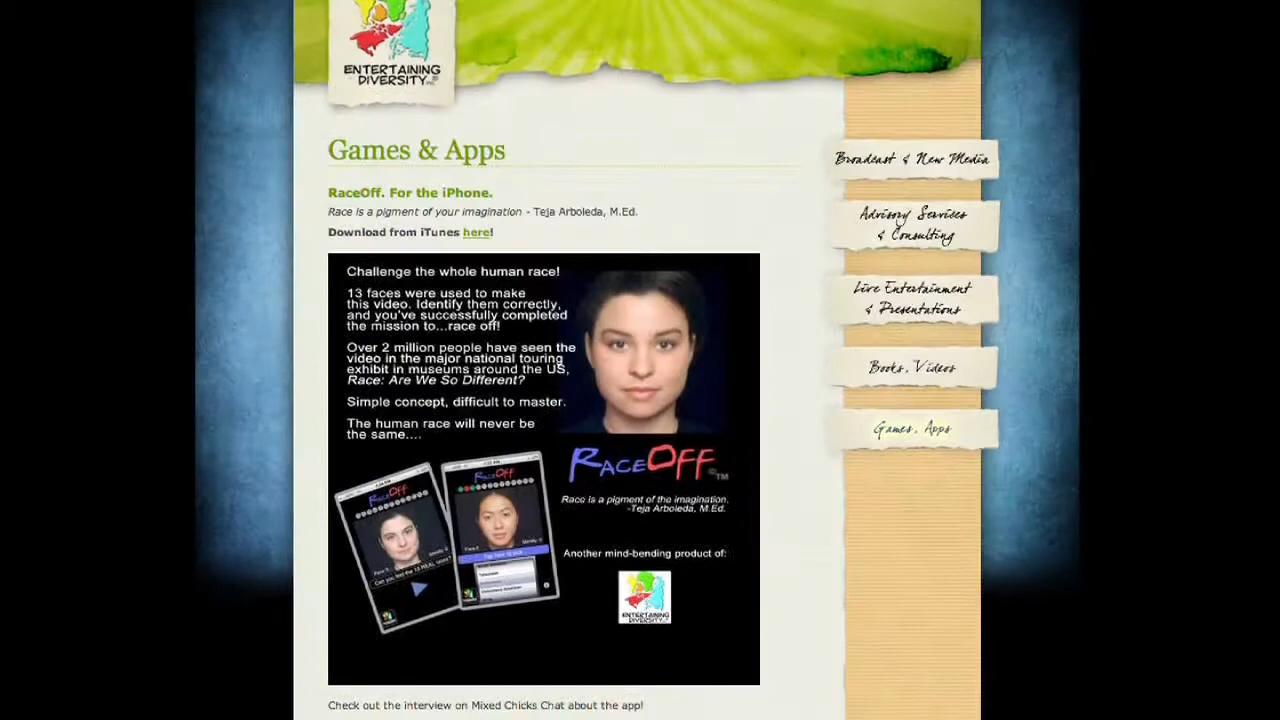 ENTERTAINING
DIVERSITY
Games & Apps
RaceOff. For the iPhone.
Race is a pigment of your imagination - Teja Arboleda, M.Ed.
Download from iTunes here!
Challenge the whole human race!
13 faces were used to make
this video. Identify them correctly,
and you've successfully completed
the mission to...race off!
Over 2 million people have seen the
video in the major national touring
exhibit in museums around the US,
Race: Are We So Different?
Simple concept, difficult to master.
The human race will never be
the same....
RACEOFF ©™
Race is a pigment of the imagination.
-Teja Arboleda, M.Ed.
Another mind-bending product of:
ENTERTAINING
DIVERSITY
RACEOFF
RACEOFF
Check out the interview on Mixed Chicks Chat about the app!
Broadcast & New Media
Advisory Services
& Consulting
Live Entertainment
& Presentations
Books, Videos
Games, Apps